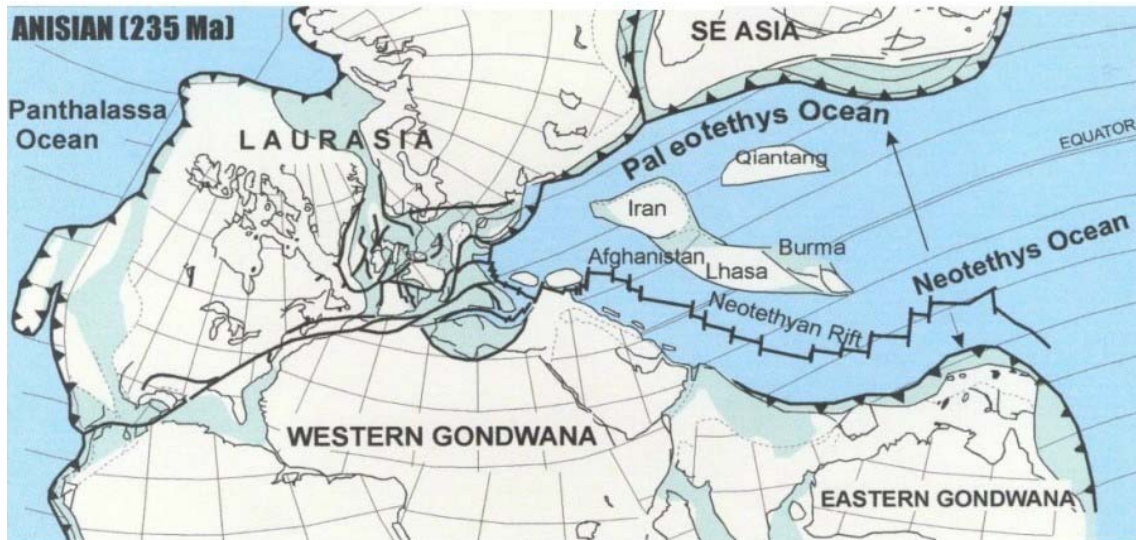 ANISIAN (235 Ma)
SE ASIA
Panthalassa
Ocean
LAURASIA
Pal eotethys Ocean
EQUATOR
Qiantang
Iran
Afghanistan
Burma
Lhasa
Neotethys Ocean
Neotethyan Rift
WESTERN GONDWANA
EASTERN GONDWANA